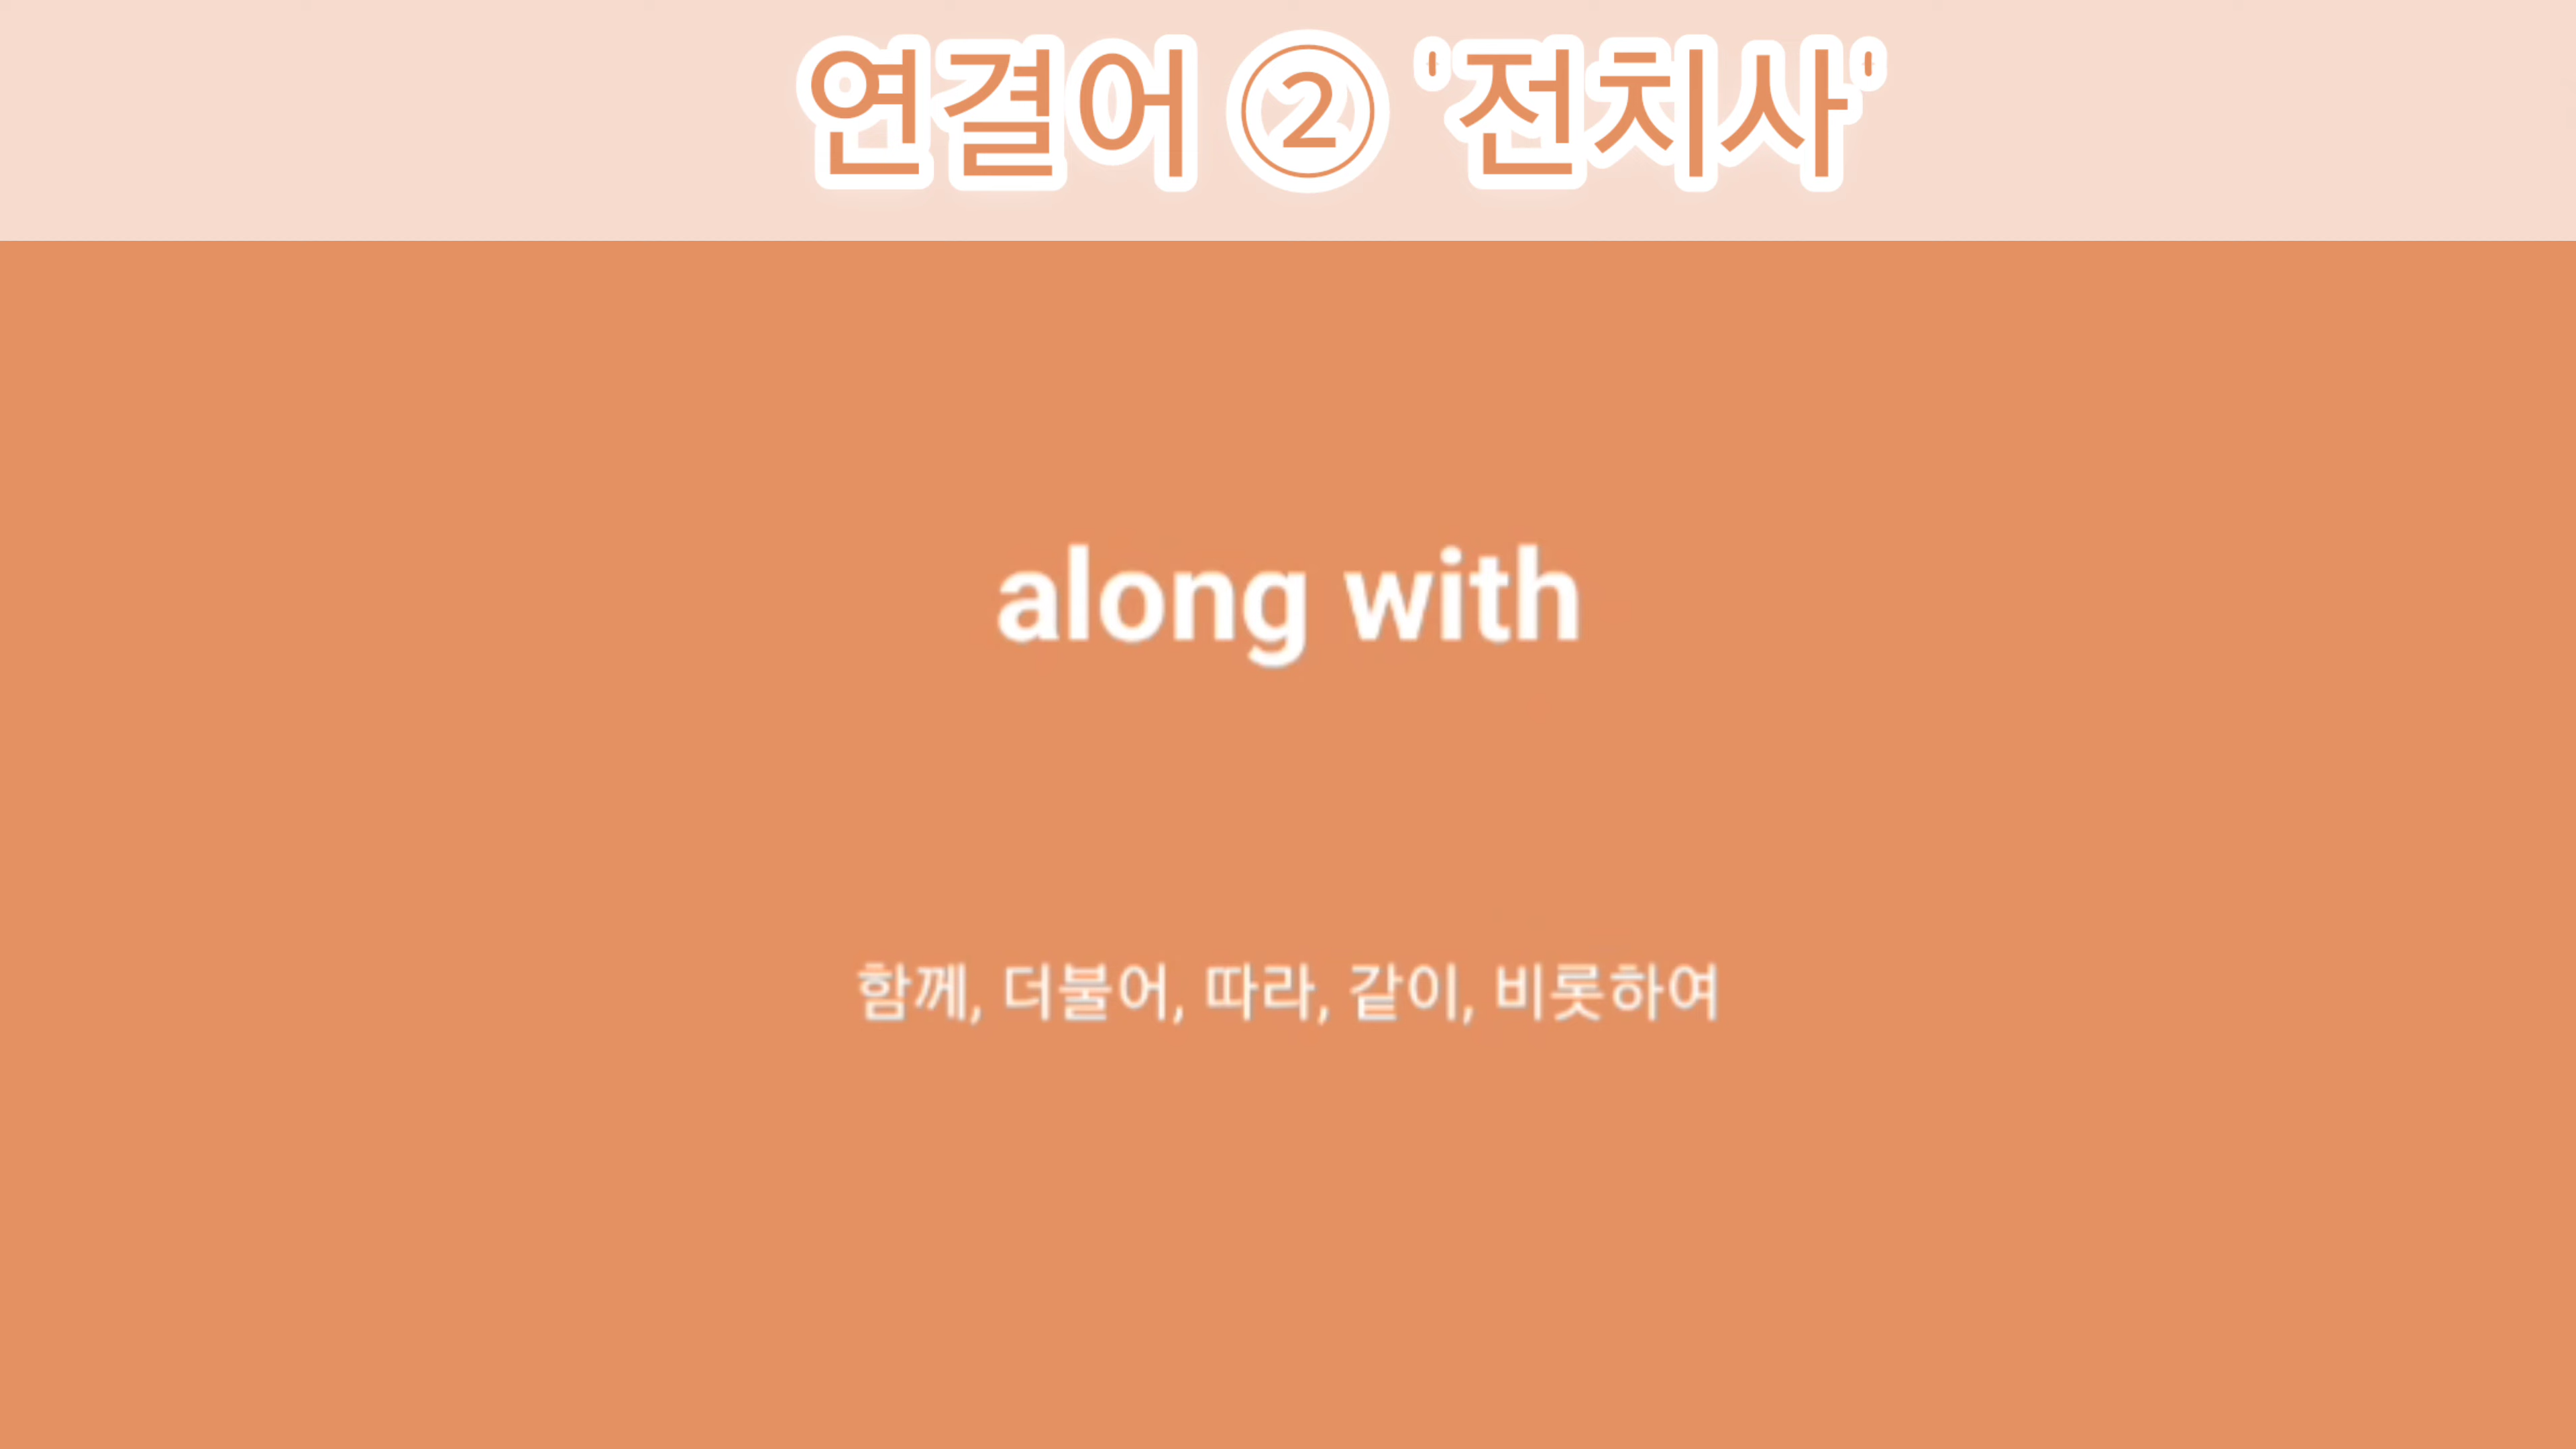 연결어 ② '전치사'
along with
함께, 더불어, 따라, 같이, 비롯하여